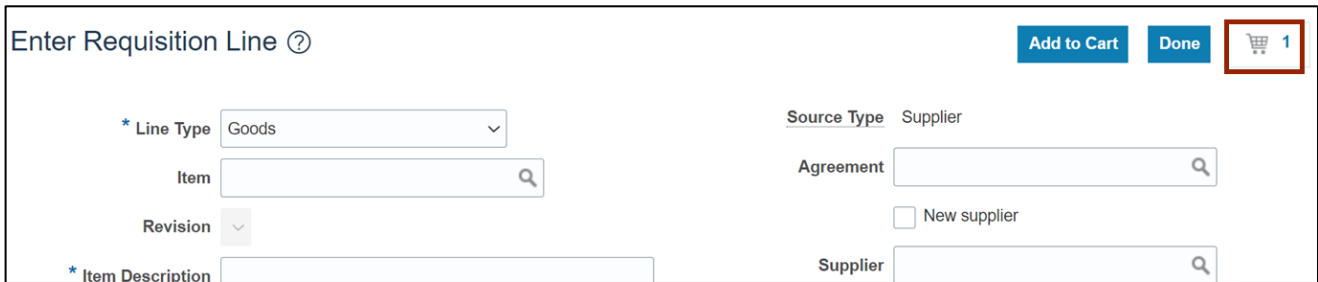 Enter Requisition Line ?
Add to Cart
Done
1
* Line Type Goods
Item
Revision
* Item Description
Source Type Supplier
Agreement
New supplier
Supplier